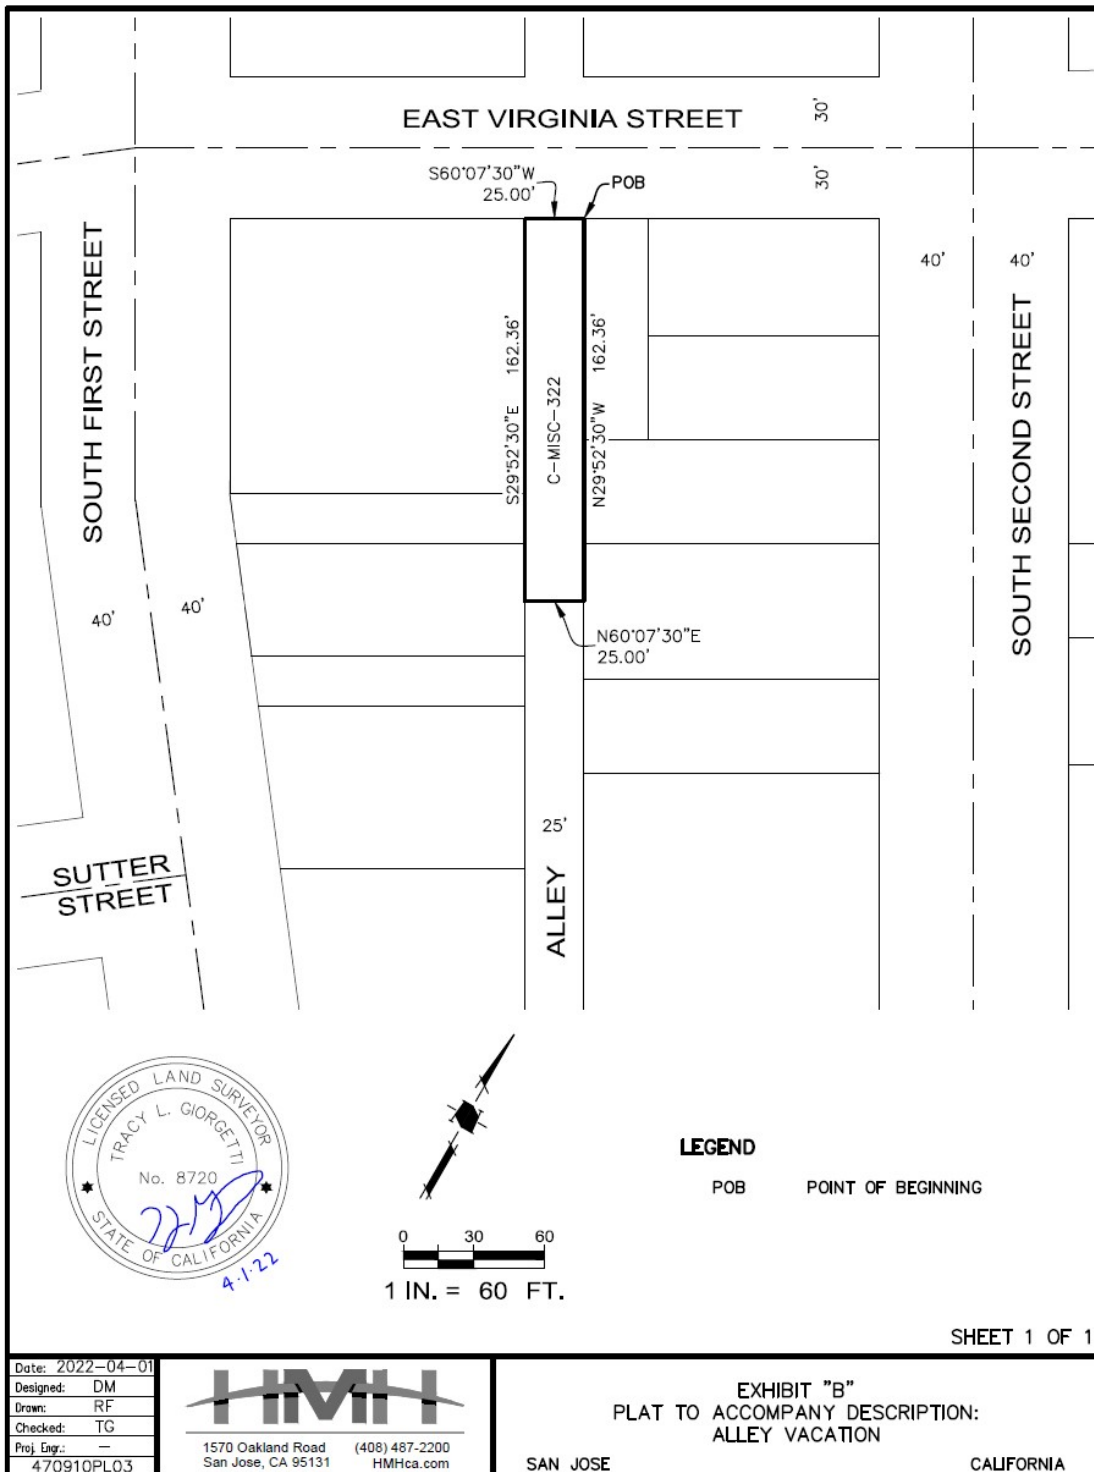 EAST VIRGINIA STREET
30'
30'
S60°07'30"W
25.00'
POB
SOUTH FIRST STREET
40'
40'
SOUTH SECOND STREET
S29°52'30"E 162.36'
C-MISC-322
N29°52'30"W 162.36'
40'
40'
N60°07'30"E
25.00'
25'
ALLEY
SUTTER
STREET
LICENSED LAND SURVEYOR
TRACY L. GIORGETTI
No. 8720
STATE OF CALIFORNIA
4.1.22
LEGEND
POB POINT OF BEGINNING
0 30 60
1 IN. = 60 FT.
SHEET 1 OF 1
Date: 2022-04-01
Designed: DM
Drawn: RF
Checked: TG
Proj. Engr.: —
470910PL03
HMH
1570 Oakland Road (408) 487-2200
San Jose, CA 95131 HMHca.com
EXHIBIT "B"
PLAT TO ACCOMPANY DESCRIPTION:
ALLEY VACATION
SAN JOSE CALIFORNIA